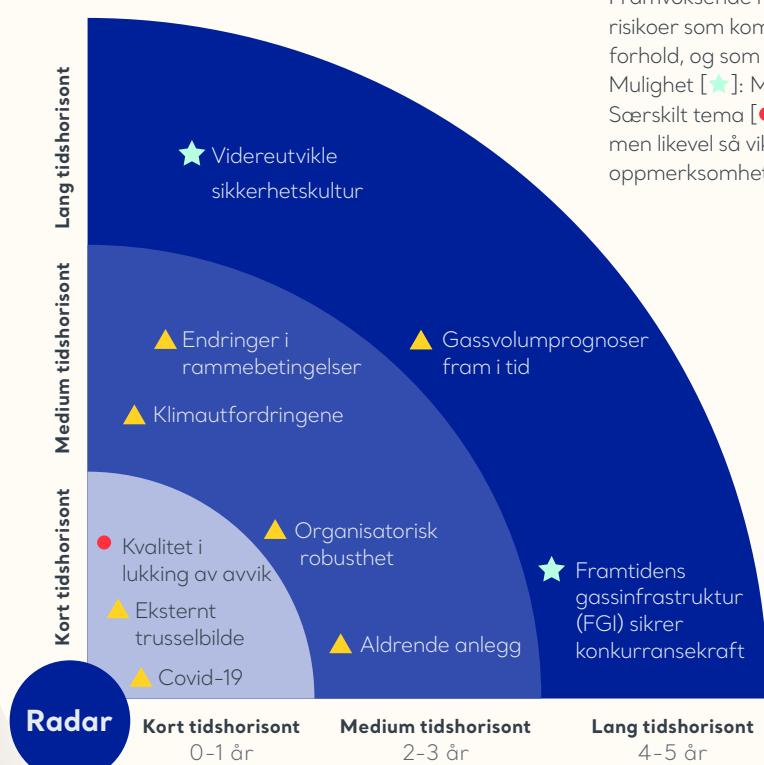 risikoer som kom
forhold, og som
Mulighet [★]: M
Særskilt tema [
men likevel så vik
oppmerksomhet
Lang tidshorisont
Medium tidshorisont
Kort tidshorisont
Videreutvikle
sikkerhetskultur
Endringer i
rammebetingelser
Klimautfordringene
Gassvolumprognoser
fram i tid
Organisatorisk
robusthet
Aldrende anlegg
Framtidens
gassinfrastruktur
(FGI) sikrer
konkurransekraft
Kvalitet i
lukking av avvik
Eksternt
trusselbilde
Covid-19
Radar
Kort tidshorisont
0-1 år
Medium tidshorisont
2-3 år
Lang tidshorisont
4-5 år